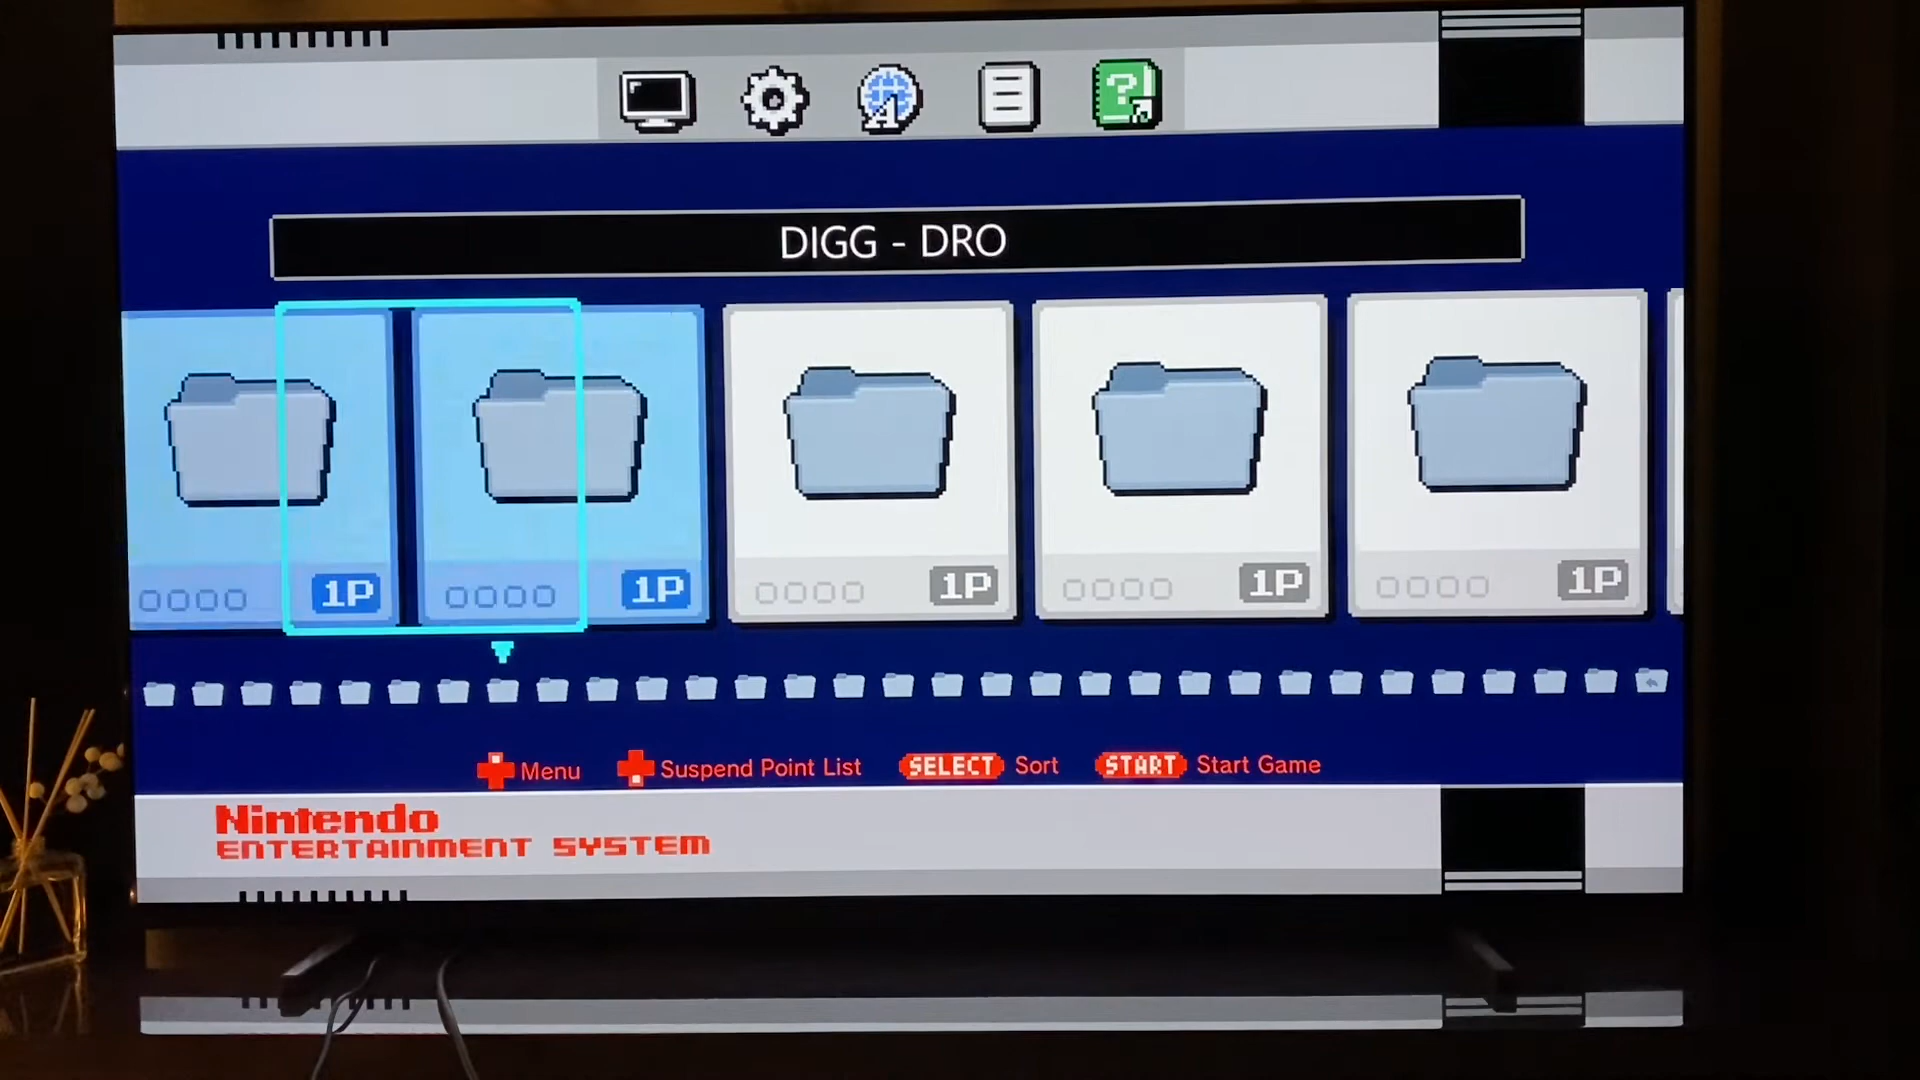 ?
A
DIGG - DRO
1P 1P 1P 1P 1P
Menu Suspend Point List SELECT Sort START Start Game
Nintendo
ENTERTAINMENT SYSTEM